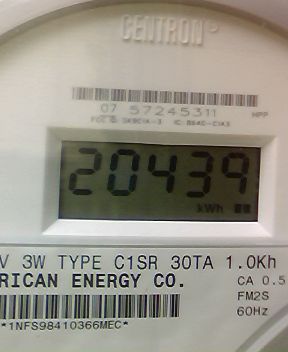 CENTRON®
07 57245311 HPP
20439
kWh
V 3W TYPE C1SR 30TA 1.0Kh
RICAN ENERGY CO. CA 0.5
FM2S
60Hz
*1NFS98410366MEC*